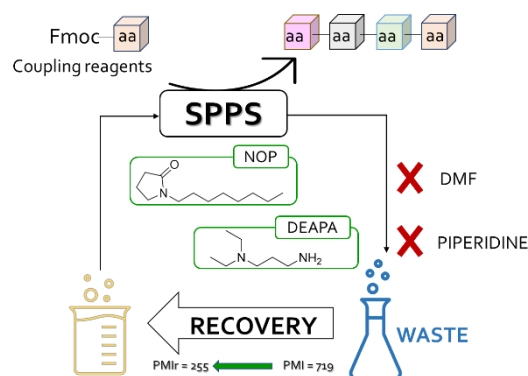 Fmoc
aa
Coupling reagents
aa
aa
aa
aa
SPPS
NOP
O
N
DEAPA
N
NH2
DMF
PIPERIDINE
RECOVERY
WASTE
PMIr = 255
PMI = 719